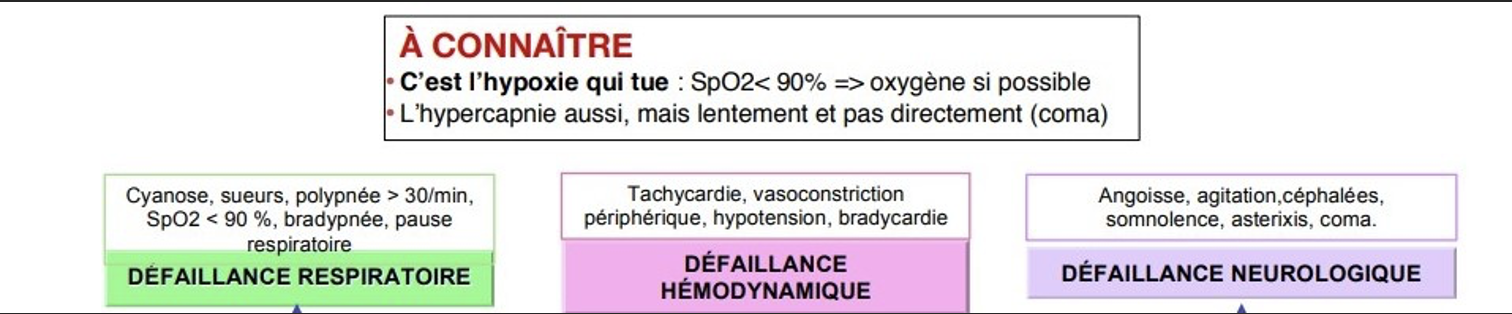 À CONNAÎTRE
• C'est l'hypoxie qui tue : SpO2< 90% => oxygène si possible
• L'hypercapnie aussi, mais lentement et pas directement (coma)
Cyanose, sueurs, polypnée > 30/min,
SpO2 < 90 %, bradypnée, pause
respiratoire
DÉFAILLANCE RESPIRATOIRE
Tachycardie, vasoconstriction
périphérique, hypotension, bradycardie
DÉFAILLANCE
HÉMODYNAMIQUE
Angoisse, agitation,céphalées,
somnolence, asterixis, coma.
DÉFAILLANCE NEUROLOGIQUE